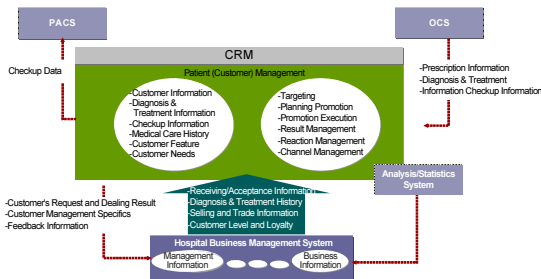 PACS
OCS
CRM
Patient (Customer) Management
Checkup Data
-Customer Information
-Diagnosis &
Treatment Information
-Checkup Information
-Medical Care History
-Customer Feature
-Customer Needs
-Targeting
-Planning Promotion
-Promotion Execution
-Result Management
-Reaction Management
-Channel Management
-Prescription Information
-Diagnosis & Treatment
-Information Checkup Information
Analysis/Statistics
System
-Receiving/Acceptance Information
-Diagnosis & Treatment History
-Selling and Trade Information
-Customer Level and Loyalty
-Customer's Request and Dealing Result
-Customer Management Specifics
-Feedback Information
Hospital Business Management System
Management
Information
Business
Information